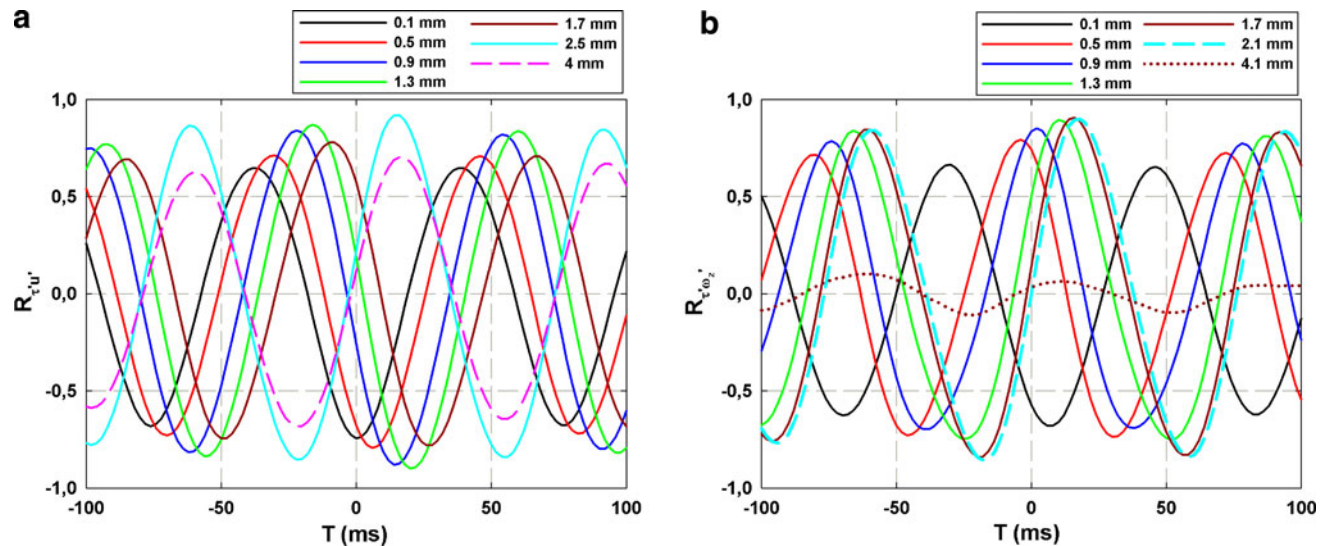 a
0.1 mm 1.7 mm
0.5 mm 2.5 mm
0.9 mm 4 mm
1.3 mm
1,0
0,5
0,0
-0,5
-1,0
-100 -50 0 50 100
R τ'u'
T (ms)
b
0.1 mm 1.7 mm
0.5 mm 2.1 mm
0.9 mm 4.1 mm
1.3 mm
1,0
0,5
0,0
-0,5
-1,0
-100 -50 0 50 100
R τ'ω z'
T (ms)